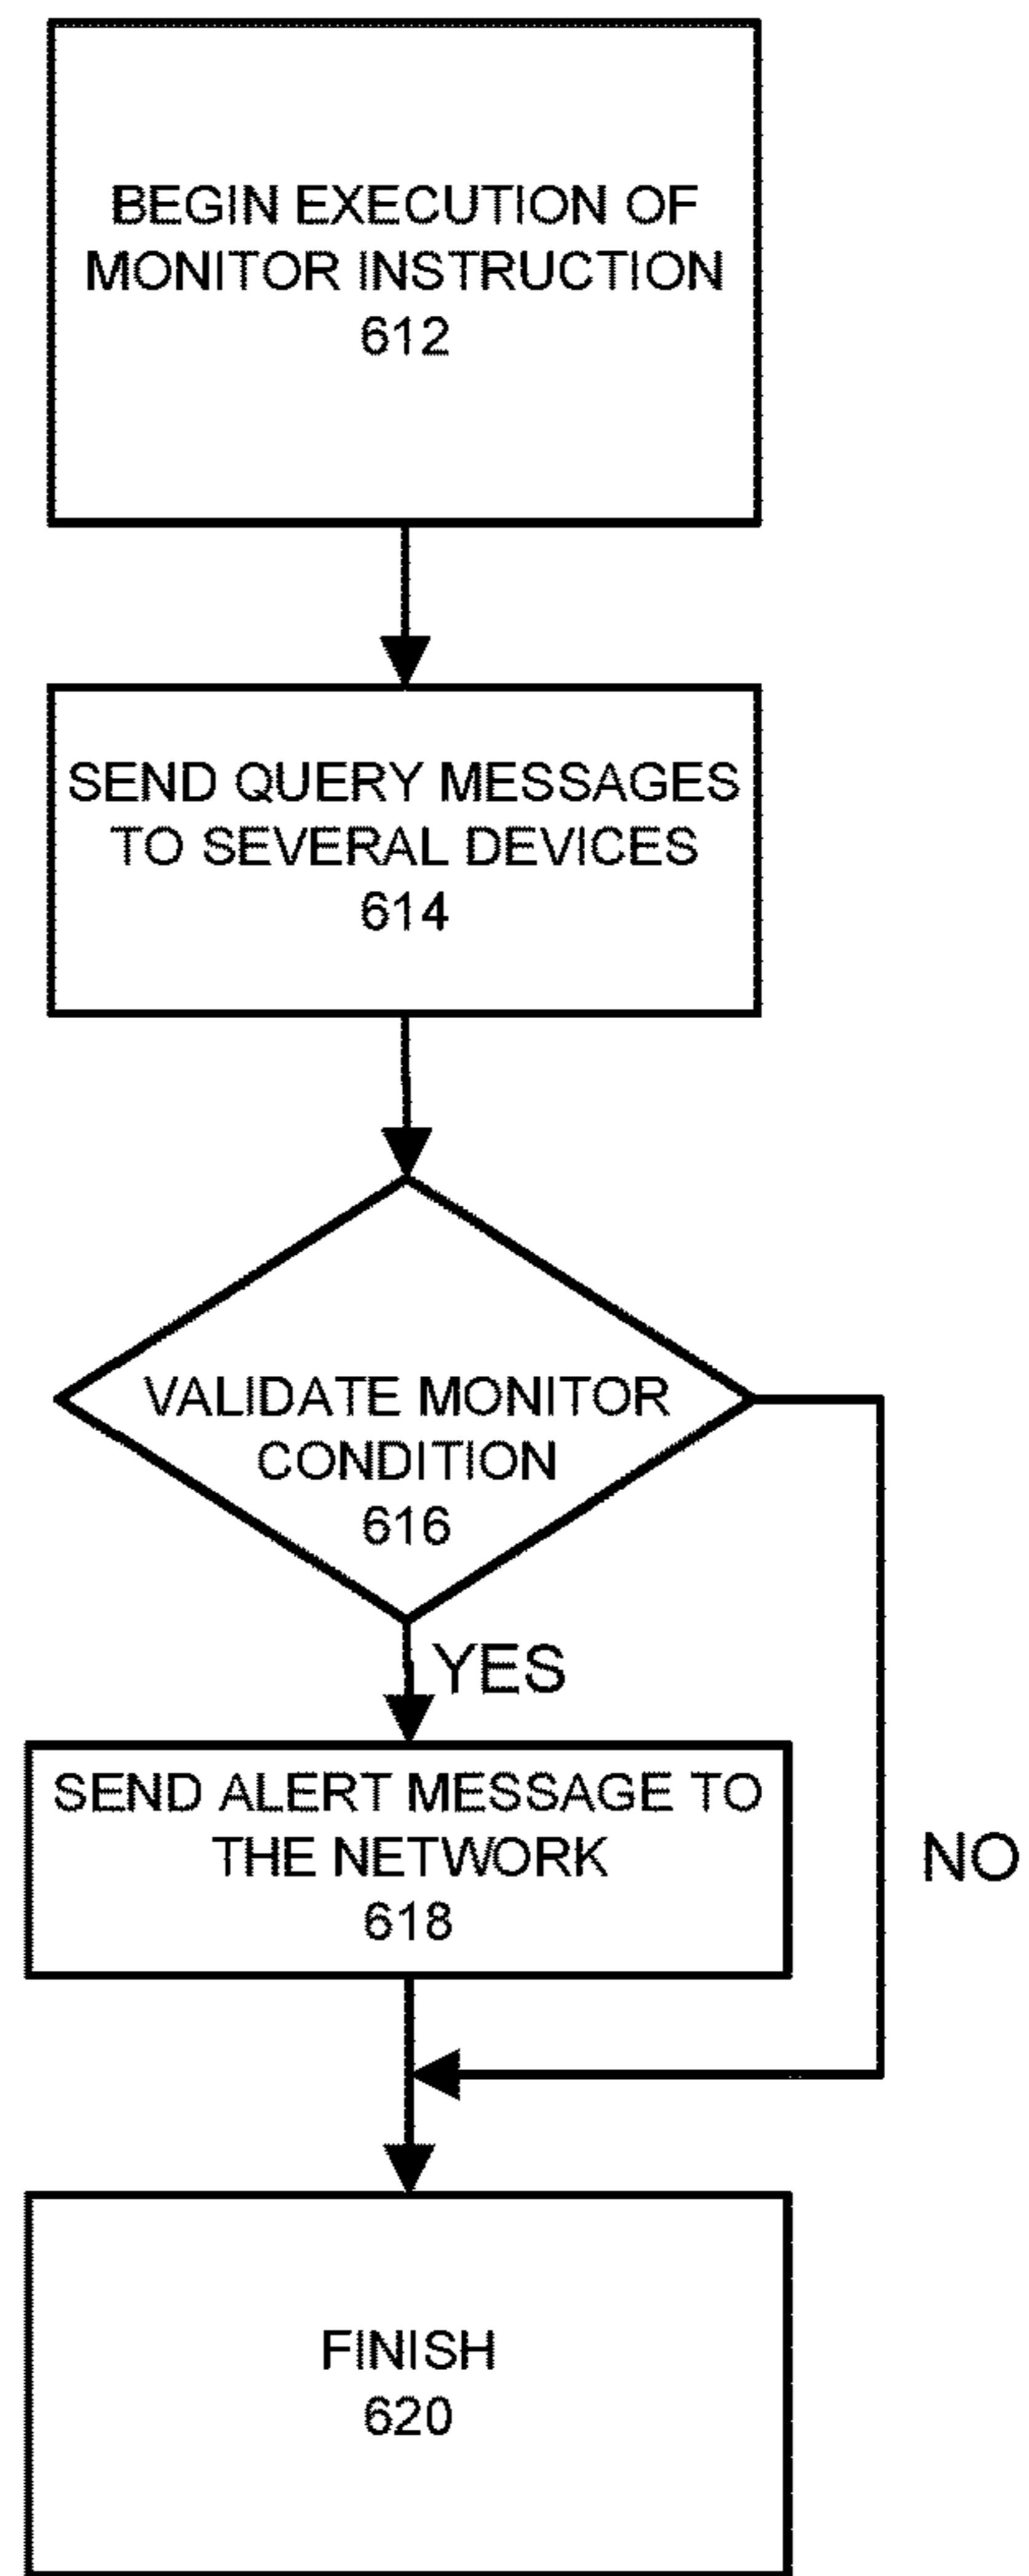 BEGIN EXECUTION OF
MONITOR INSTRUCTION
612
SEND QUERY MESSAGES
TO SEVERAL DEVICES
614
VALIDATE MONITOR
CONDITION
616
YES
SEND ALERT MESSAGE TO
THE NETWORK
618
NO
FINISH
620